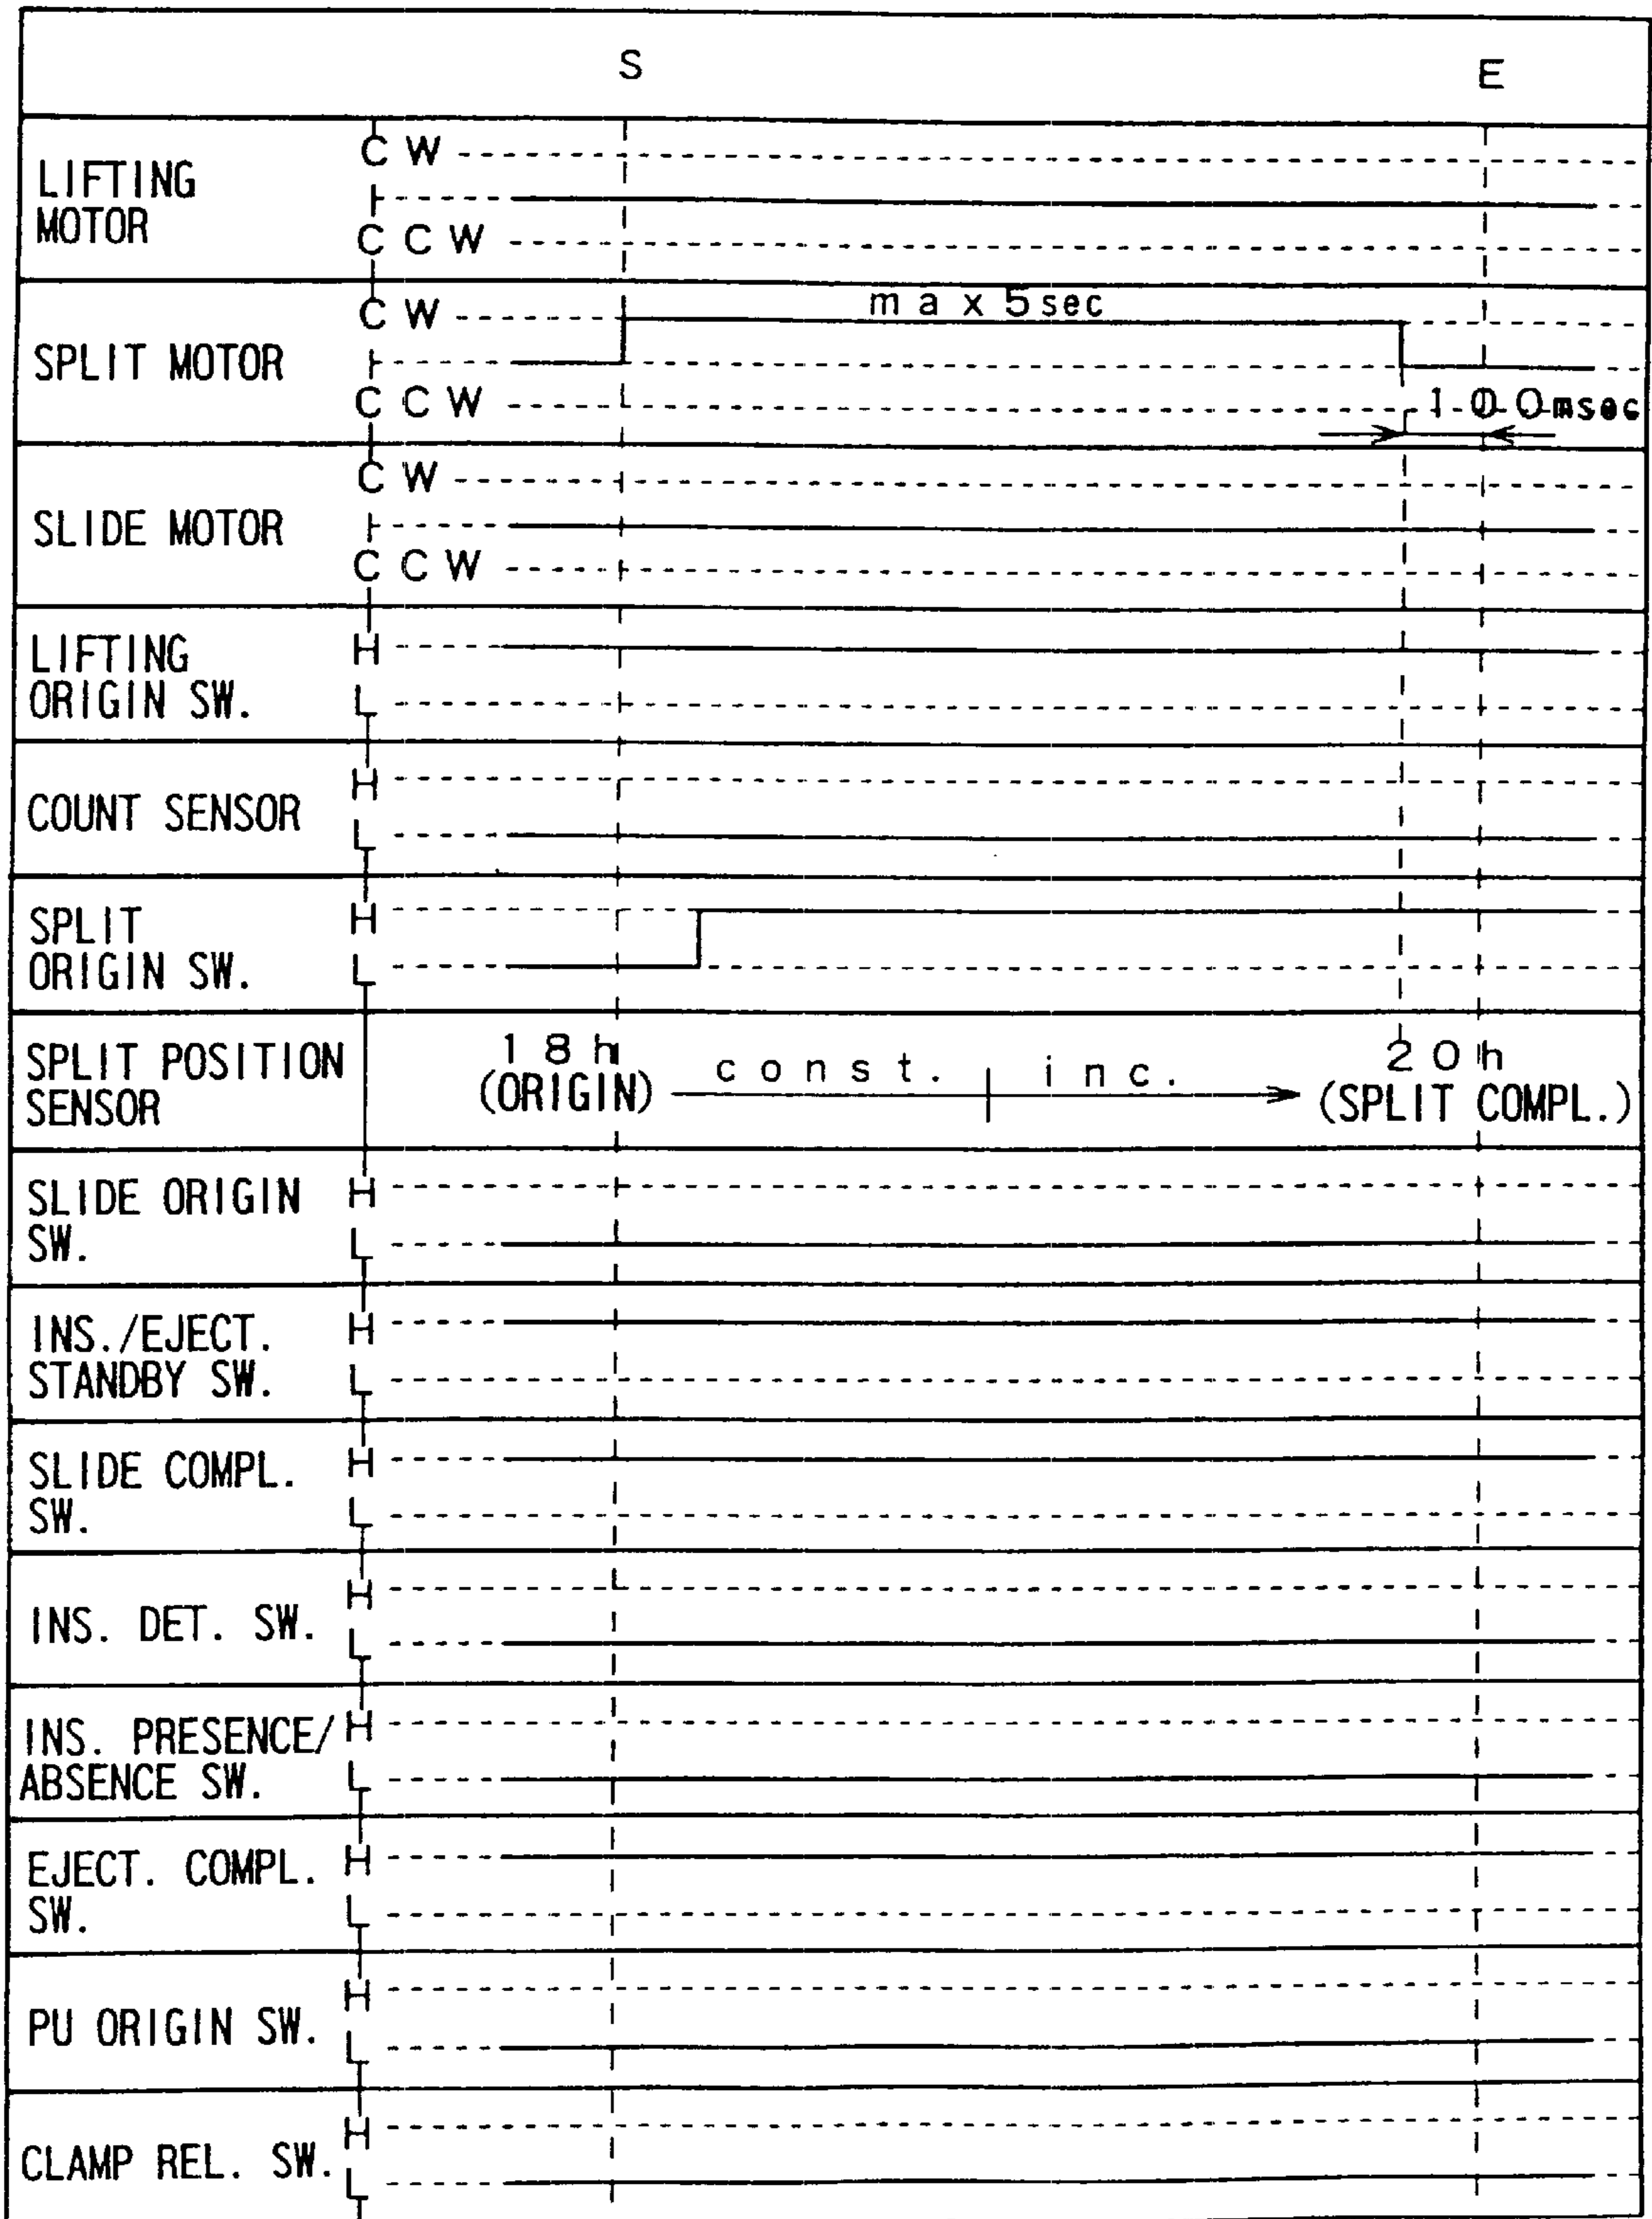 S E
LIFTING
MOTOR
CW
CCW
SPLIT MOTOR
CW
CCW
max 5sec
100msec
SLIDE MOTOR
CW
CCW
LIFTING
ORIGIN SW.
H
L
COUNT SENSOR
H
L
SPLIT
ORIGIN SW.
H
L
SPLIT POSITION
SENSOR
18h
(ORIGIN)
const. inc.
20h
(SPLIT COMPL.)
SLIDE ORIGIN
SW.
H
L
INS./EJECT.
STANDBY SW.
H
L
SLIDE COMPL.
SW.
H
L
INS. DET. SW.
H
L
INS. PRESENCE/
ABSENCE SW.
H
L
EJECT. COMPL.
SW.
H
L
PU ORIGIN SW.
H
L
CLAMP REL. SW.
H
L